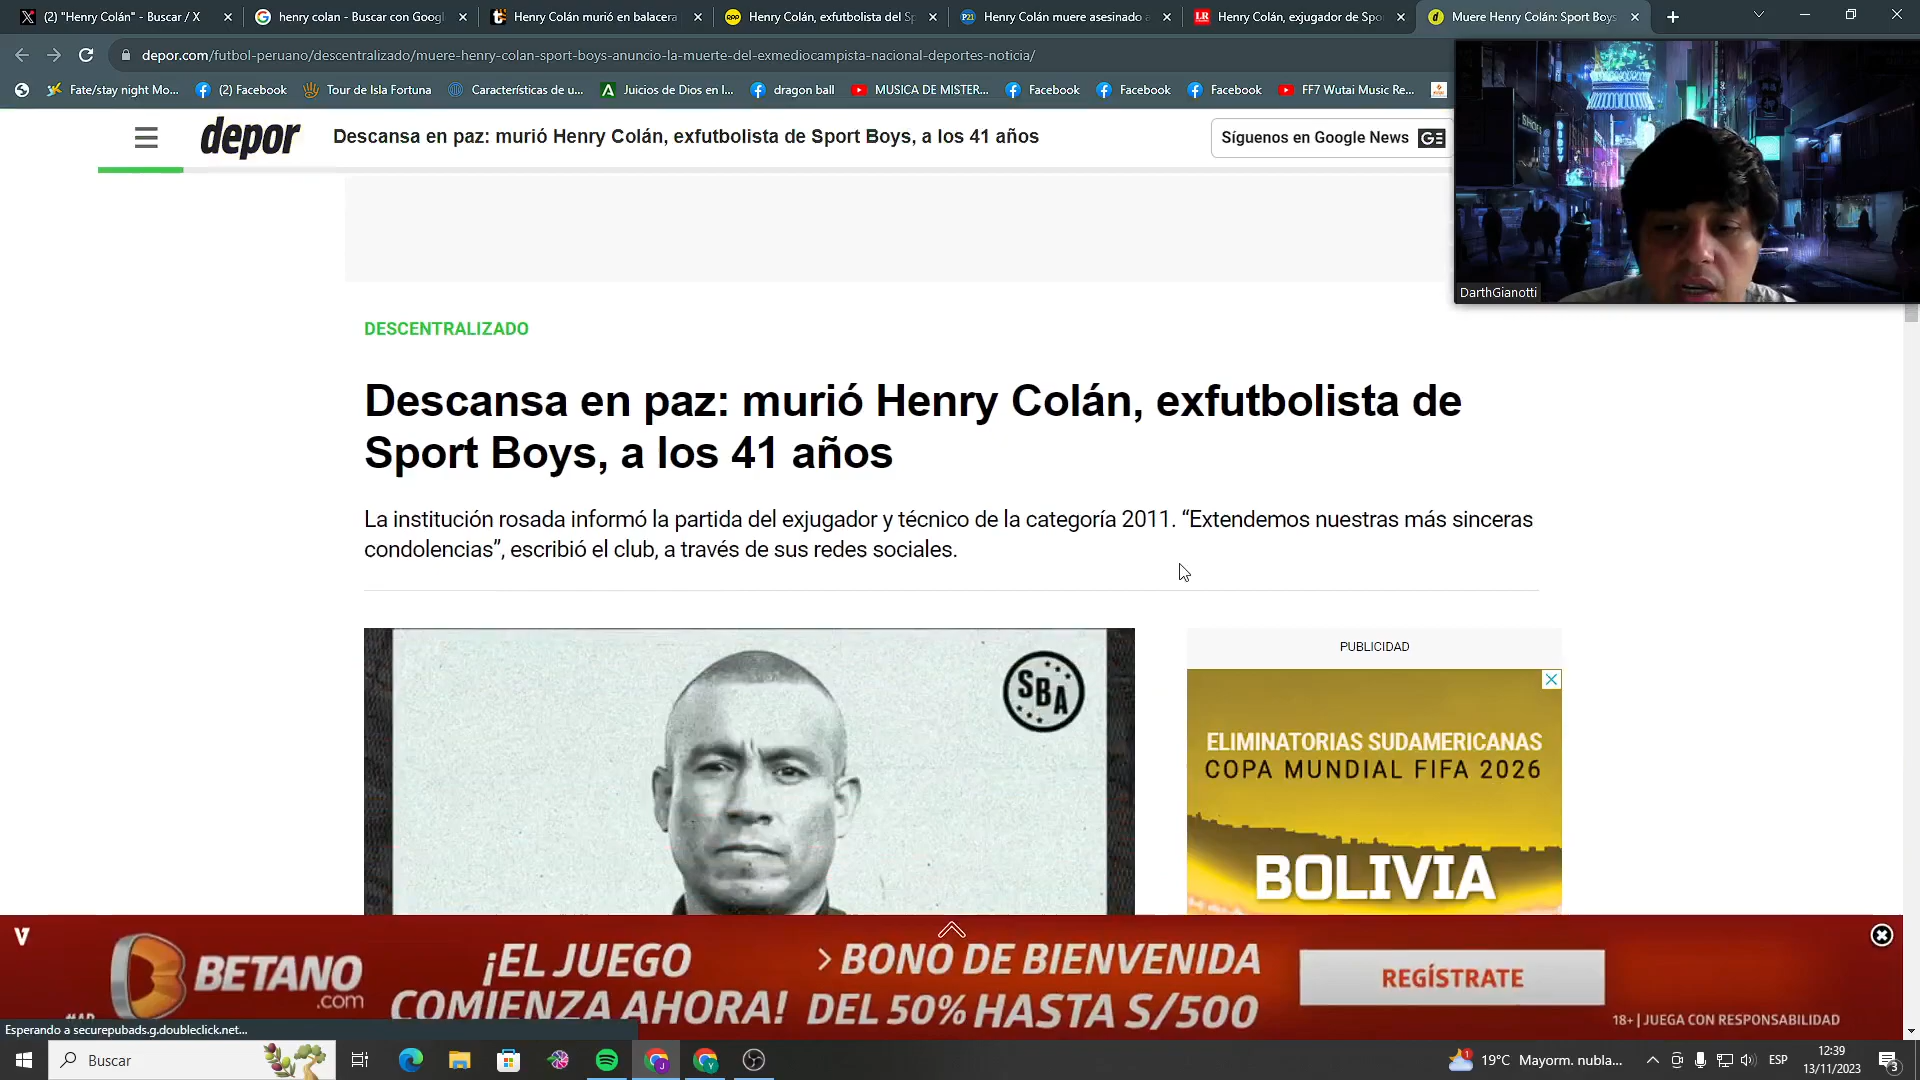 (2) "Henry Colán" - Buscar / X
henry colan - Buscar con Googl
Henry Colán murió en balacera
Henry Colán, exfutbolista del Sp
Henry Colán muere asesinado a
LR
Henry Colán, exjugador de Spo
Muere Henry Colán: Sport Boys
depor.com/futbol-peruano/descentralizado/muere-henry-colan-sport-boys-anuncio-la-muerte-del-exmediocampista-nacional-deportes-noticia/
Fate/stay night Mo...
(2) Facebook
Tour de Isla Fortuna
Características de u...
Juicios de Dios en l...
dragon ball
MUSICA DE MISTER...
Facebook
Facebook
Facebook
FF7 Wutai Music Re...
depor
Descansa en paz: murió Henry Colán, exfutbolista de Sport Boys, a los 41 años
Síguenos en Google News
DarthGianotti
DESCENTRALIZADO
Descansa en paz: murió Henry Colán, exfutbolista de
Sport Boys, a los 41 años
La institución rosada informó la partida del exjugador y técnico de la categoría 2011. “Extendemos nuestras más sinceras
condolencias”, escribió el club, a través de sus redes sociales.
SBA
PUBLICIDAD
ELIMINATORIAS SUDAMERICANAS
COPA MUNDIAL FIFA 2026
BOLIVIA
BETANO
.com
¡EL JUEGO
COMIENZA AHORA!
> BONO DE BIENVENIDA
DEL 50% HASTA S/500
REGÍSTRATE
18+ | JUEGA CON RESPONSABILIDAD
Esperando a securepubads.g.doubleclick.net...
Buscar
19°C Mayorm. nubla...
ESP
12:39
13/11/2023
3